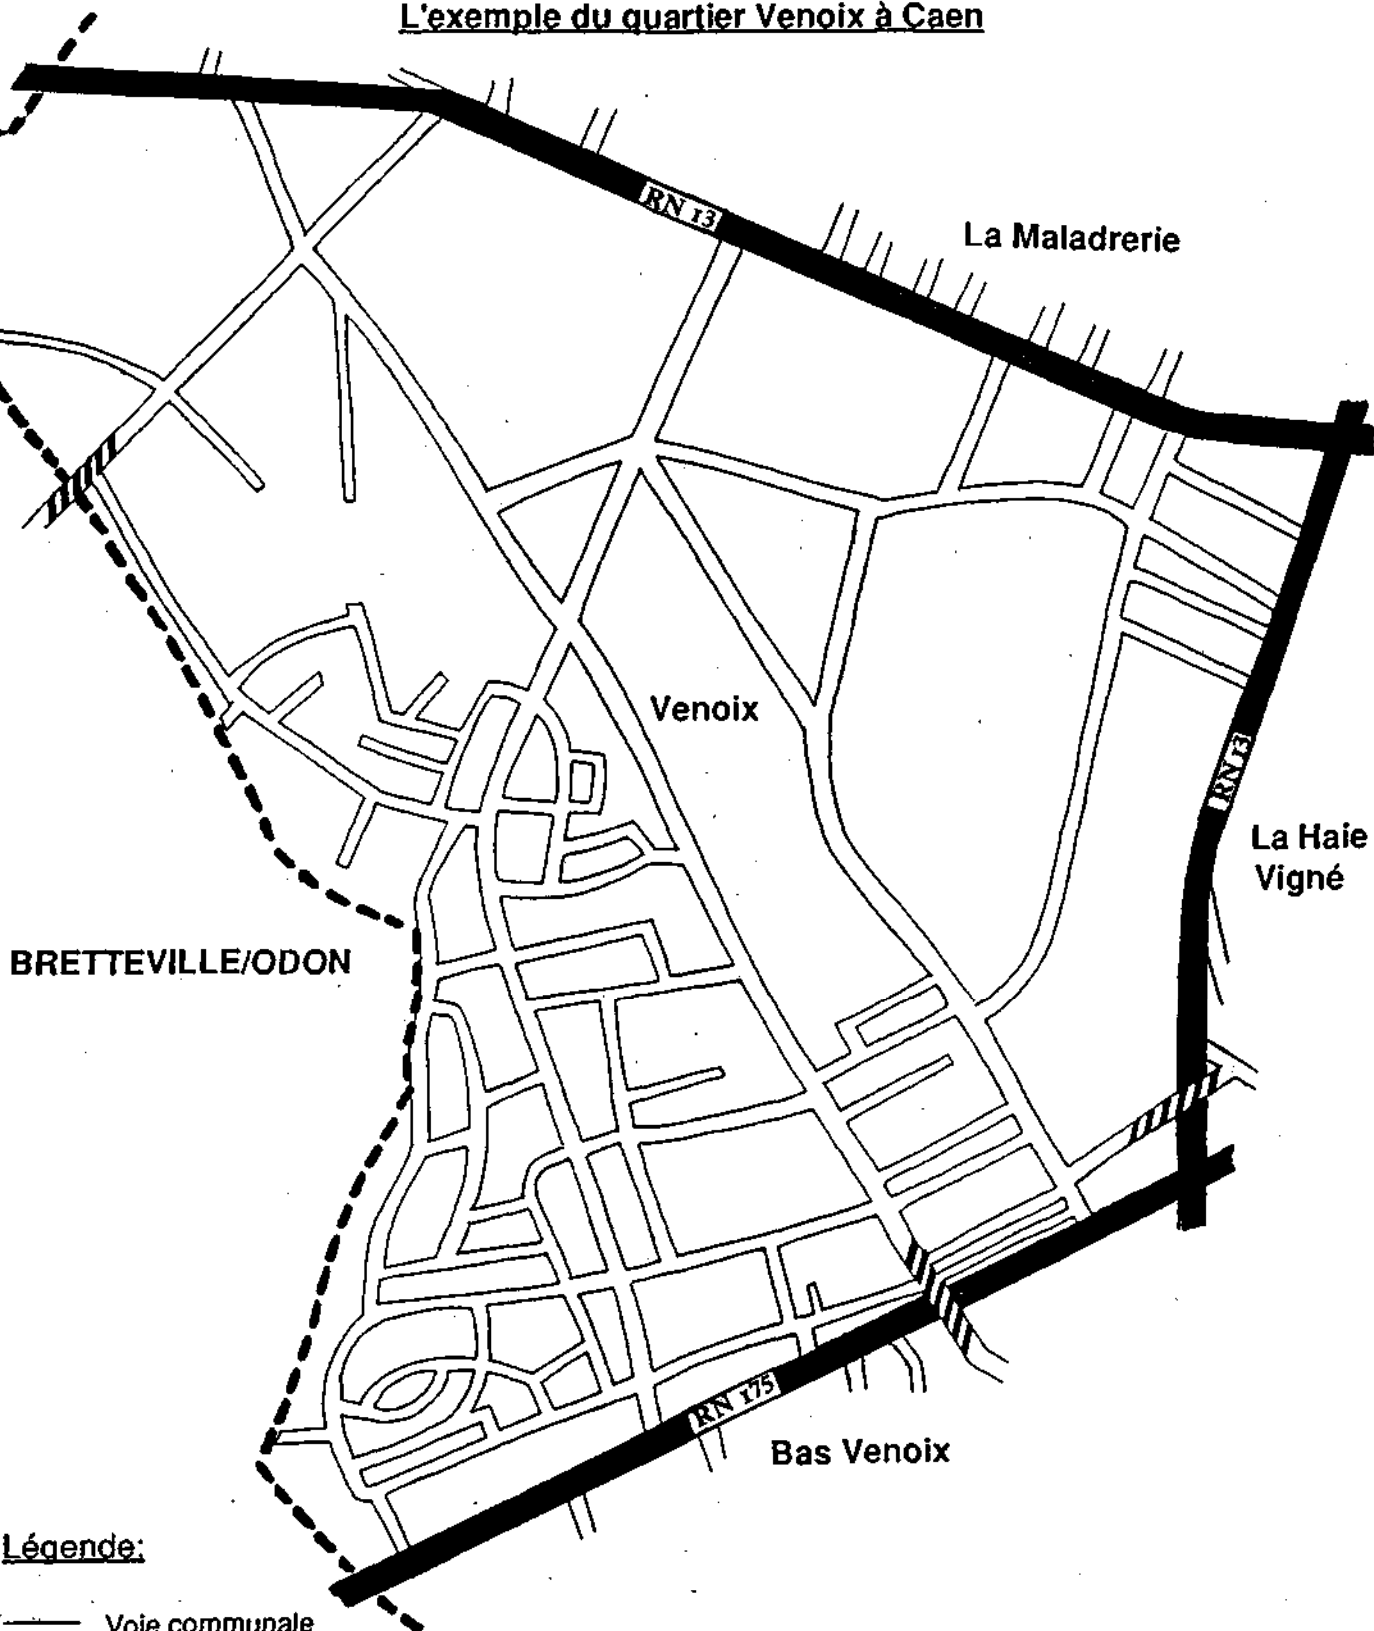 L'exemple du quartier Venoix à Caen
RN 13
La Maladrerie
Venoix
RN 13
La Haie
Vigné
BRETTEVILLE/ODON
RN 175
Bas Venoix
Légende:
Voie communale